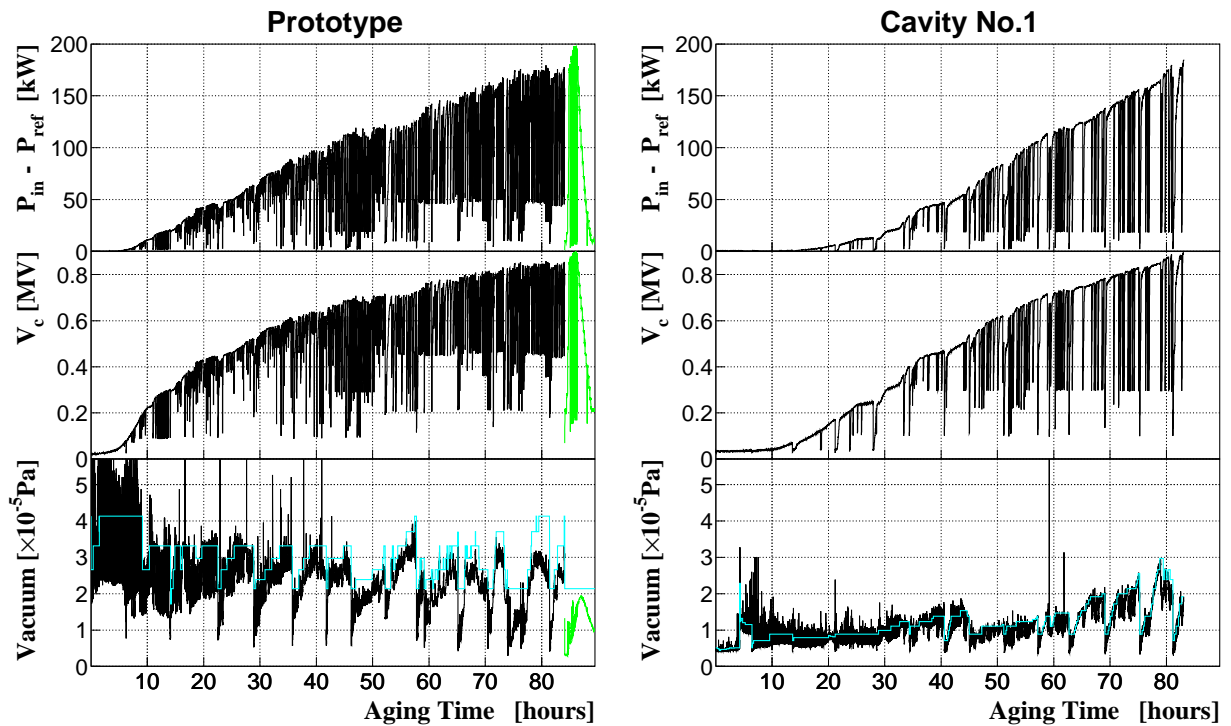 Prototype
Cavity No.1
P_in - P_ref [kW]
200
150
100
50
0
V_c [MV]
0.8
0.6
0.4
0.2
0
Vacuum [×10^-5Pa]
5
4
3
2
1
0
10 20 30 40 50 60 70 80
Aging Time [hours]
P_in - P_ref [kW]
200
150
100
50
0
V_c [MV]
0.8
0.6
0.4
0.2
0
Vacuum [×10^-5Pa]
5
4
3
2
1
0
10 20 30 40 50 60 70 80
Aging Time [hours]